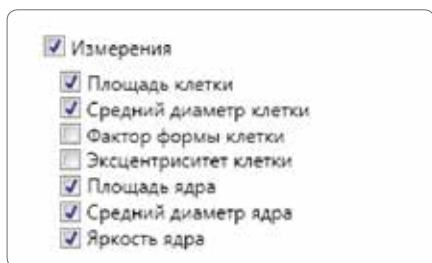 Измерения
Площадь клетки
Средний диаметр клетки
Фактор формы клетки
Эксцентриситет клетки
Площадь ядра
Средний диаметр ядра
Яркость ядра